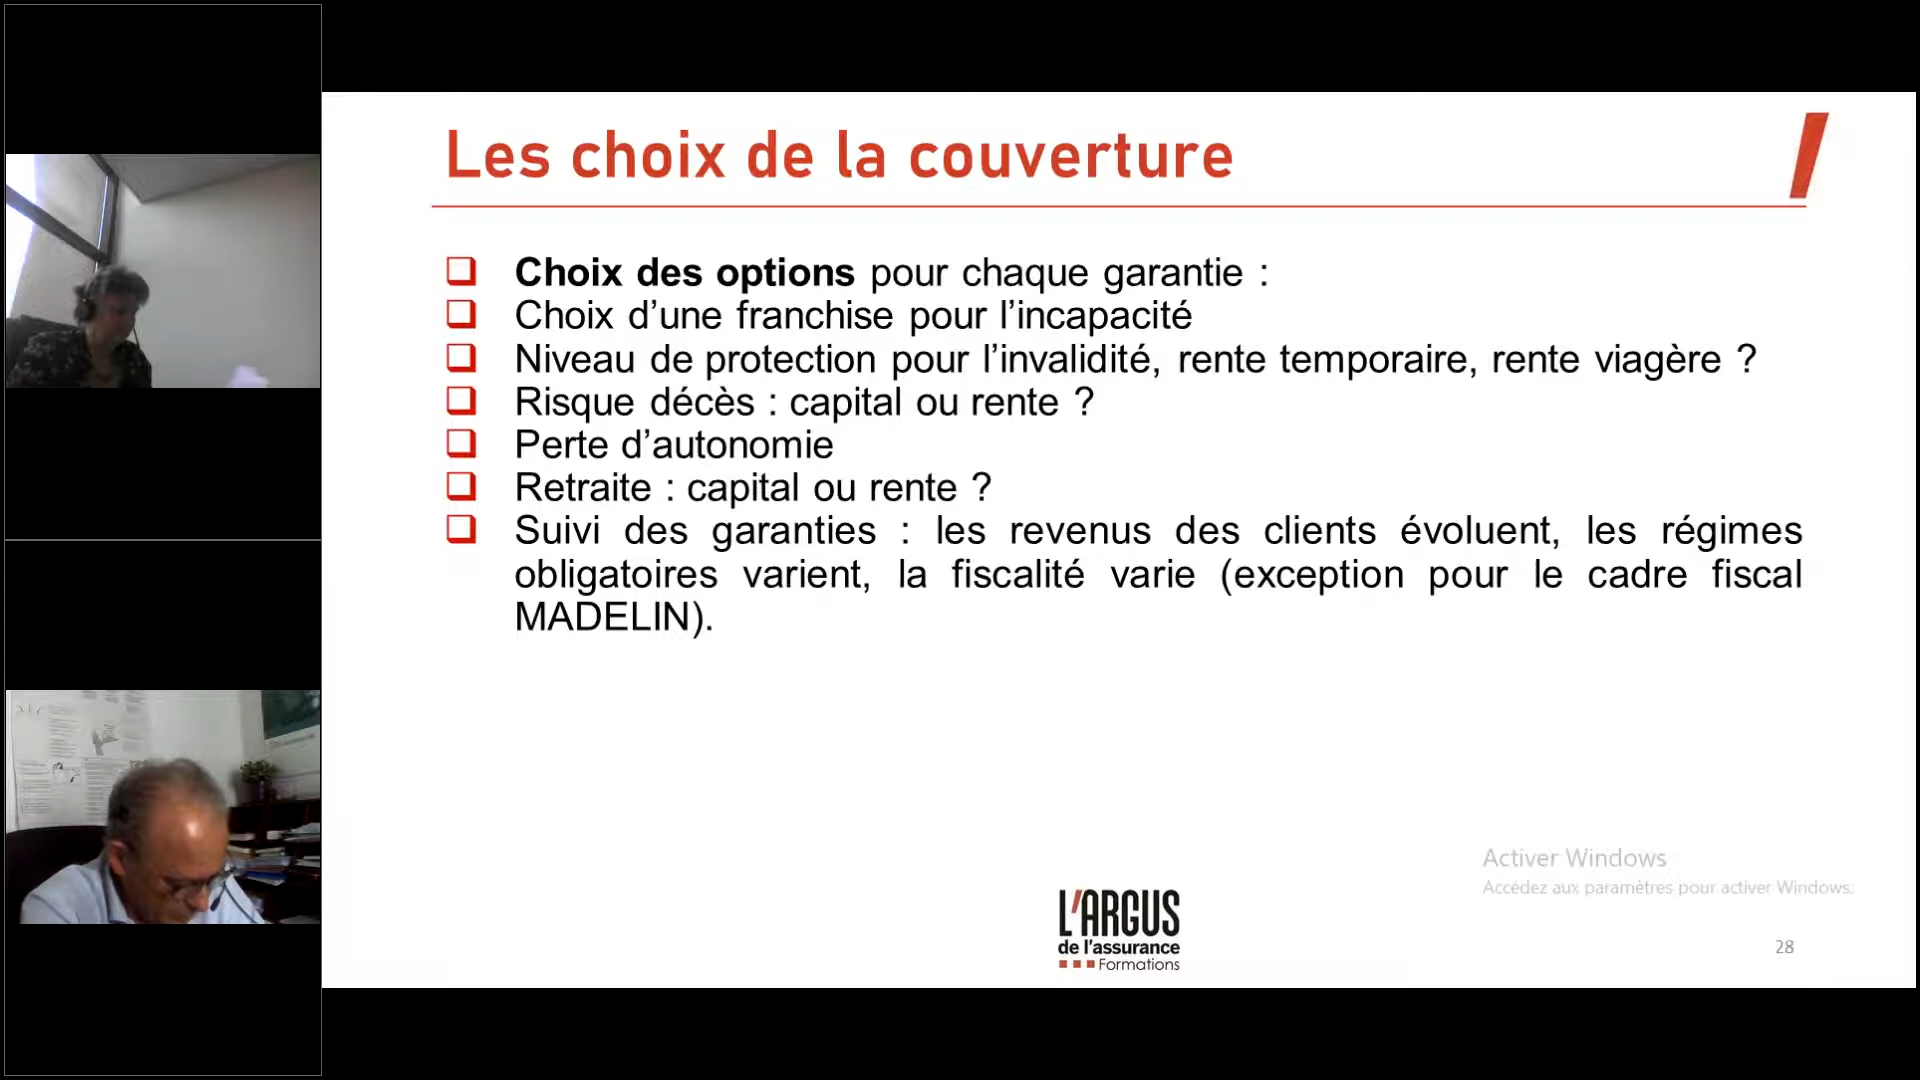 Les choix de la couverture
❑ Choix des options pour chaque garantie :
❑ Choix d’une franchise pour l’incapacité
❑ Niveau de protection pour l’invalidité, rente temporaire, rente viagère ?
❑ Risque décès : capital ou rente ?
❑ Perte d’autonomie
❑ Retraite : capital ou rente ?
❑ Suivi des garanties : les revenus des clients évoluent, les régimes
obligatoires varient, la fiscalité varie (exception pour le cadre fiscal
MADELIN).
Activer Windows
Accédez aux paramètres pour activer Windows.
L'ARGUS
de l'assurance
Formations
28